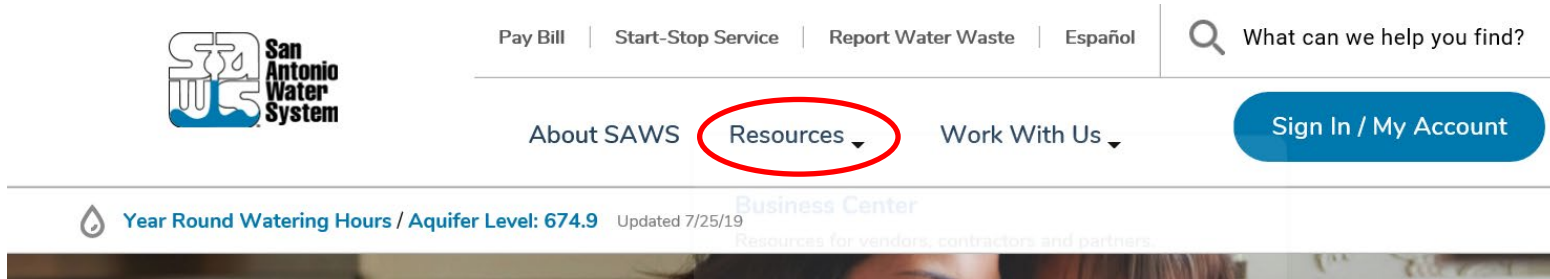 San
Antonio
Water
System
Pay Bill | Start-Stop Service | Report Water Waste | Español
What can we help you find?
About SAWS Resources Work With Us
Sign In / My Account
Year Round Watering Hours / Aquifer Level: 674.9 Updated 7/25/19
Business Center
Resources for vendors, contractors and partners.